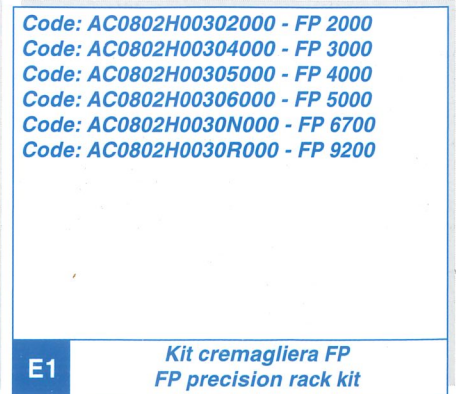 Code: AC0802H00302000 - FP 2000
Code: AC0802H00304000 - FP 3000
Code: AC0802H00305000 - FP 4000
Code: AC0802H00306000 - FP 5000
Code: AC0802H0030N000 - FP 6700
Code: AC0802H0030R000 - FP 9200
E1
Kit cremagliera FP
FP precision rack kit